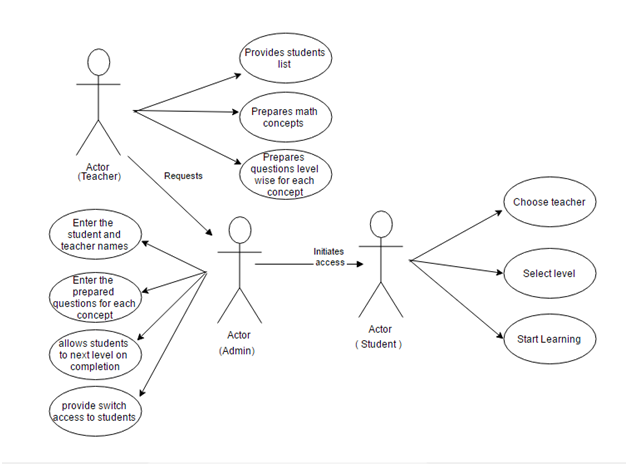 Provides students
list
Prepares math
concepts
Prepares
questions level
wise for each
concept
Actor
(Teacher)
Requests
Enter the
student and
teacher names
Enter the
prepared
questions for each
concept
allows students
to next level on
completion
provide switch
access to students
Actor
(Admin)
Initiates
access
Actor
( Student )
Choose teacher
Select level
Start Learning